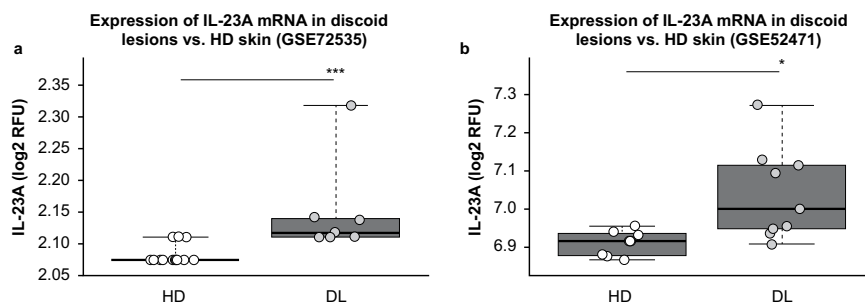 Expression of IL-23A mRNA in discoid
lesions vs. HD skin (GSE72535)
a
***
IL-23A (log2 RFU)
2.35
2.30
2.25
2.20
2.15
2.10
2.05
HD
DL
Expression of IL-23A mRNA in discoid
lesions vs. HD skin (GSE52471)
b
*
IL-23A (log2 RFU)
7.3
7.1
7.0
6.9
HD
DL